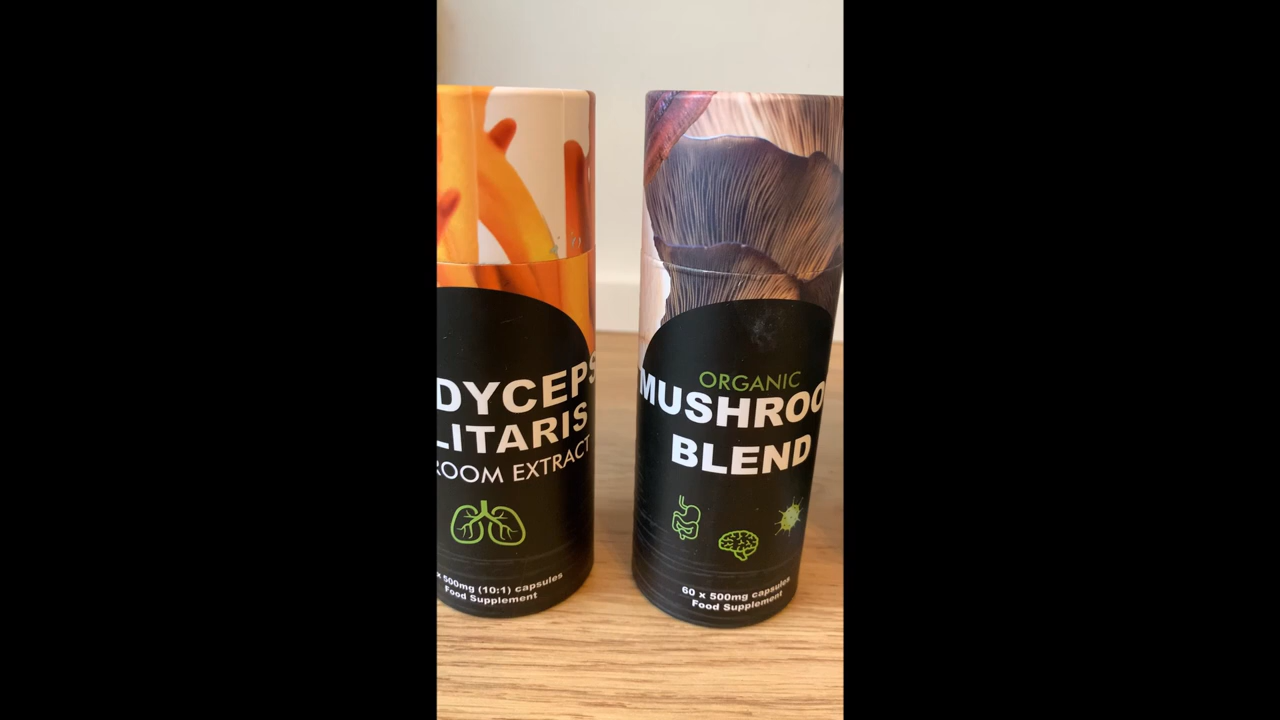 DYCEPS
LITARIS
ROOM EXTRACT
x 500mg (10:1) capsules
Food Supplement
ORGANIC
MUSHROO
BLEND
60 x 500mg capsules
Food Supplement